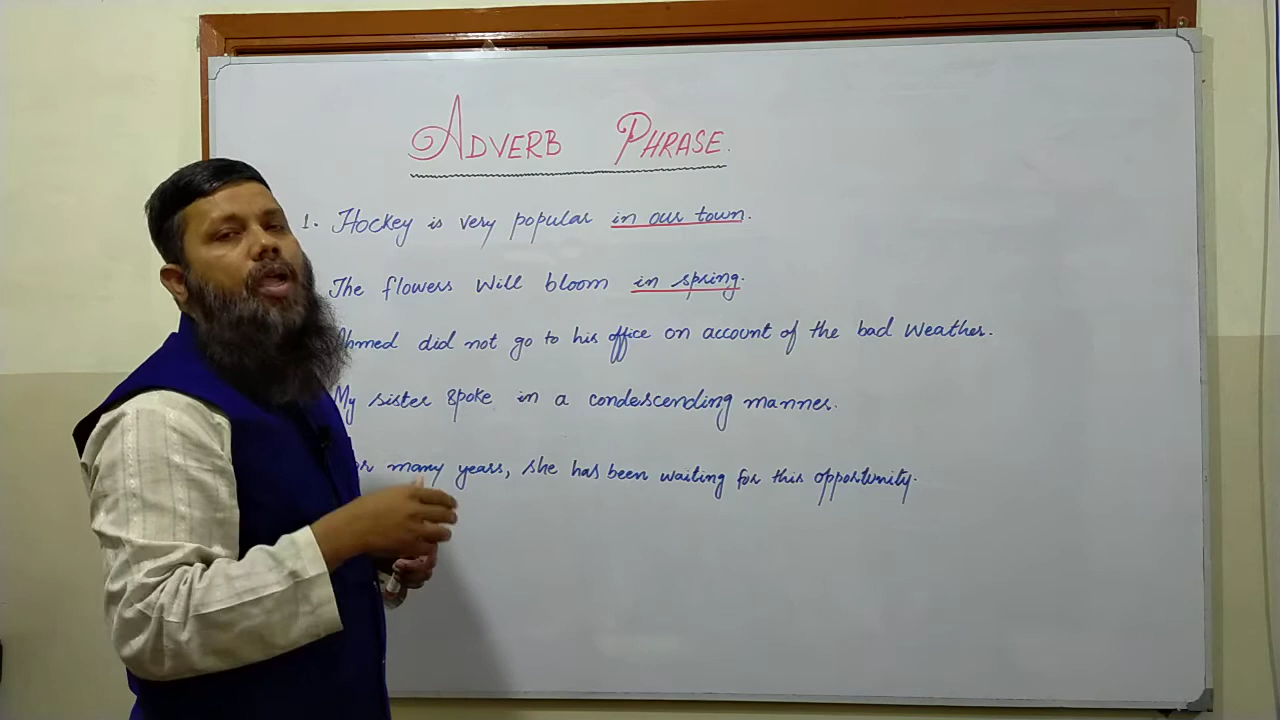 ADVERB PHRASE.
1. Hockey is very popular in our town.
The flowers will bloom in spring.
Ahmed did not go to his office on account of the bad weather.
My sister spoke in a condescending manner.
many years, she has been waiting for this opportunity.